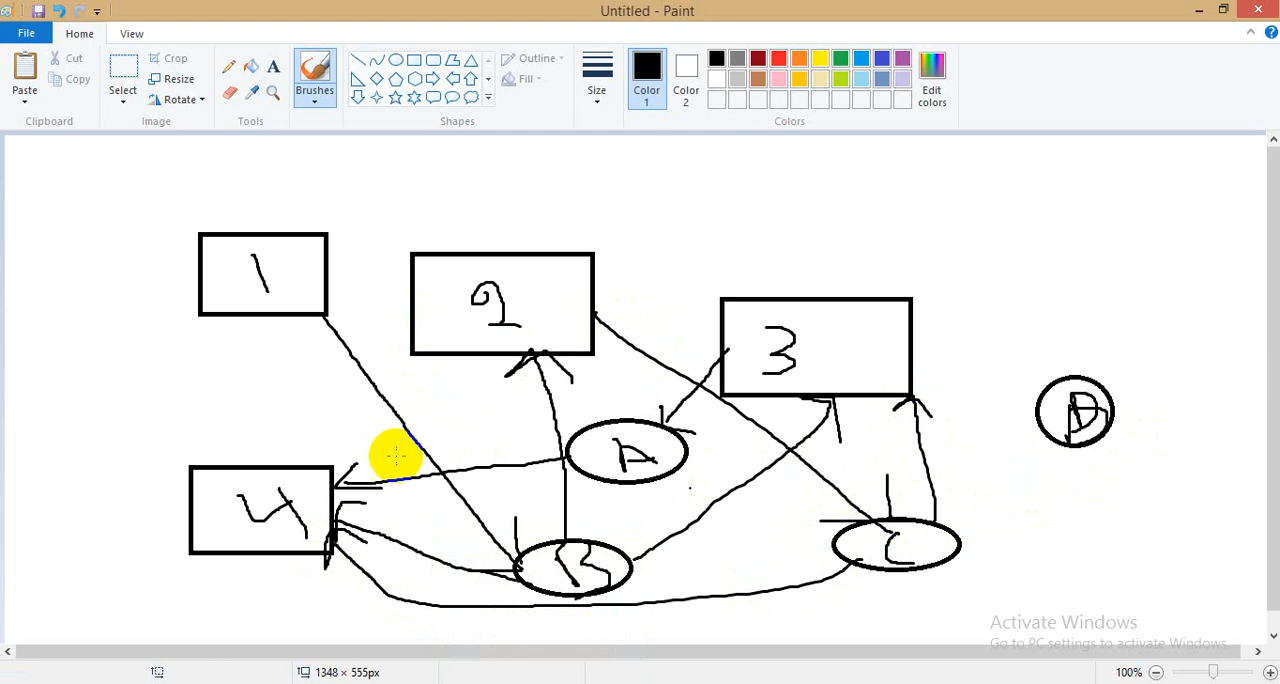 Untitled - Paint
File Home View
Paste
Cut
Copy
Clipboard
Select
Crop
Resize
Rotate
Image
A
Tools
Brushes
Outline
Fill
Shapes
Size
Color 1
Color 2
Edit colors
Colors
1
2
3
A
B
C
D
4
Activate Windows
Go to PC settings to activate Windows.
1348 × 555px
100%